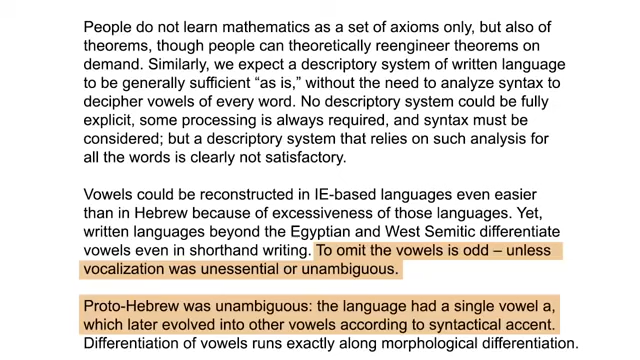 People do not learn mathematics as a set of axioms only, but also of
theorems, though people can theoretically reengineer theorems on
demand. Similarly, we expect a descriptory system of written language
to be generally sufficient “as is,” without the need to analyze syntax to
decipher vowels of every word. No descriptory system could be fully
explicit, some processing is always required, and syntax must be
considered; but a descriptory system that relies on such analysis for
all the words is clearly not satisfactory.
Vowels could be reconstructed in IE-based languages even easier
than in Hebrew because of excessiveness of those languages. Yet,
written languages beyond the Egyptian and West Semitic differentiate
vowels even in shorthand writing. To omit the vowels is odd – unless
vocalization was unessential or unambiguous.
Proto-Hebrew was unambiguous: the language had a single vowel a,
which later evolved into other vowels according to syntactical accent.
Differentiation of vowels runs exactly along morphological differentiation.